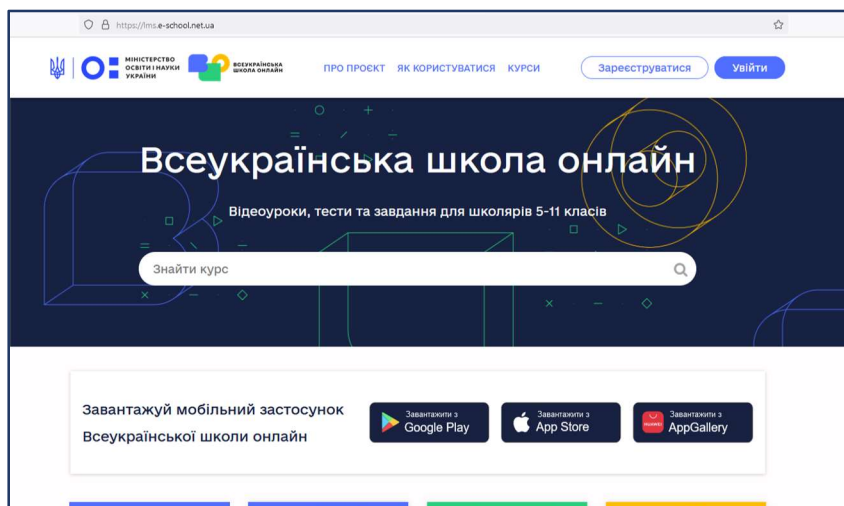 https://lms.e-school.net.ua
МІНІСТЕРСТВО
ОСВІТИ І НАУКИ
УКРАЇНИ
ВСЕУКРАЇНСЬКА
ШКОЛА ОНЛАЙН
ПРО ПРОЄКТ ЯК КОРИСТУВАТИСЯ КУРСИ Зареєструватися Увійти
Всеукраїнська школа онлайн
Відеоуроки, тести та завдання для школярів 5-11 класів
Знайти курс
Завантажуй мобільний застосунок
Всеукраїнської школи онлайн
Завантажити з
Google Play
Завантажити з
App Store
HUAWEI
Завантажити з
AppGallery